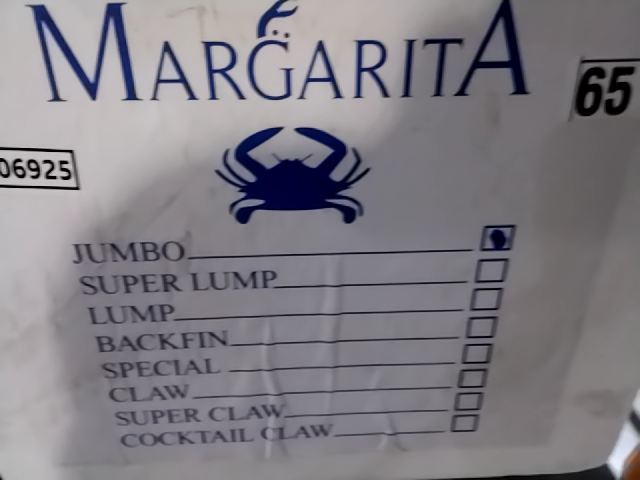 MARGARITA
65
06925
JUMBO
SUPER LUMP
LUMP
BACKFIN
SPECIAL
CLAW
SUPER CLAW
COCKTAIL CLAW